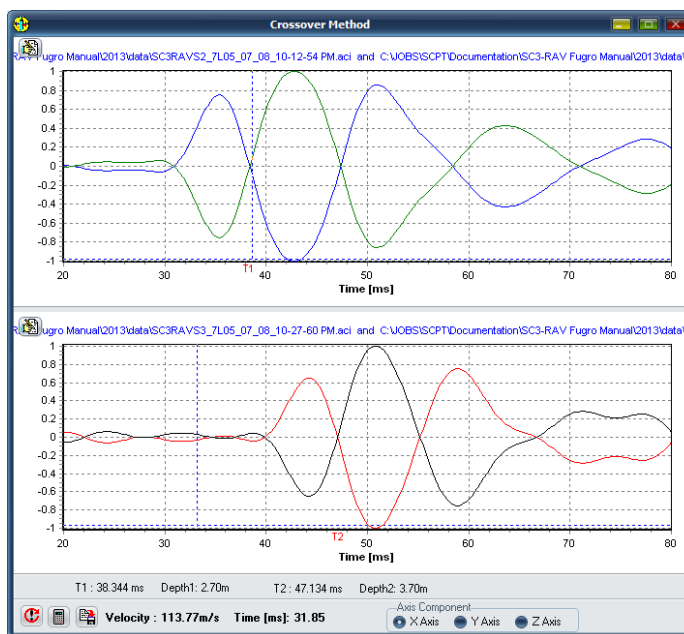 Crossover Method
RAV Fugro Manual\2013\data\SC3RAVS2_7L05_07_08_10-12-54 PM.aci and C:\JOBS\SCPT\Documentation\SC3-RAV Fugro Manual\2013\data\
1
0.8
0.6
0.4
0.2
0
-0.2
-0.4
-0.6
-0.8
-1
20 30 40 50 60 70 80
T1
Time [ms]
RAV Fugro Manual\2013\data\SC3RAVS3_7L05_07_08_10-27-60 PM.aci and C:\JOBS\SCPT\Documentation\SC3-RAV Fugro Manual\2013\data\
1
0.8
0.6
0.4
0.2
0
-0.2
-0.4
-0.6
-0.8
-1
20 30 40 50 60 70 80
T2
Time [ms]
T1 : 38.344 ms Depth1: 2.70m T2 : 47.134 ms Depth2: 3.70m
Axis Component
Velocity : 113.77m/s Time [ms]: 31.85 X Axis Y Axis Z Axis